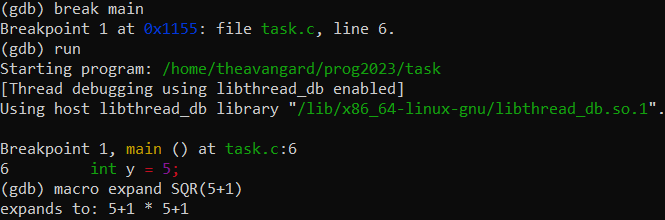 (gdb) break main
Breakpoint 1 at 0x1155: file task.c, line 6.
(gdb) run
Starting program: /home/theavangard/prog2023/task
[Thread debugging using libthread_db enabled]
Using host libthread_db library "/lib/x86_64-linux-gnu/libthread_db.so.1".
Breakpoint 1, main () at task.c:6
6 int y = 5;
(gdb) macro expand SQR(5+1)
expands to: 5+1 * 5+1